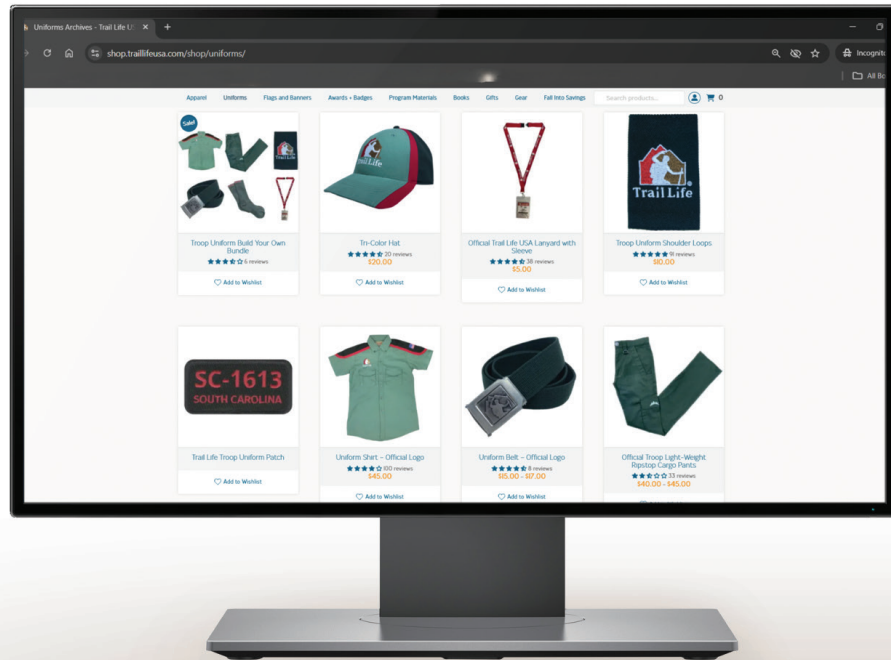 Uniforms Archives - Trail Life U
shop.traillifeusa.com/shop/uniforms/
Incognito
All Bo
Apparel Uniforms Flags and Banners Awards + Badges Program Materials Books Gifts Gear Fall Into Savings Search products... 0
Sale!
Trail Life
Trail Life
Troop Uniform Build Your Own
Bundle
6 reviews
Add to Wishlist
Tri-Color Hat
20 reviews
$20.00
Add to Wishlist
Official Trail Life USA Lanyard with
Sleeve
38 reviews
$5.00
Add to Wishlist
Troop Uniform Shoulder Loops
91 reviews
$10.00
Add to Wishlist
SC-1613
SOUTH CAROLINA
Trail Life Troop Uniform Patch
Add to Wishlist
Uniform Shirt – Official Logo
100 reviews
$45.00
Add to Wishlist
Uniform Belt – Official Logo
8 reviews
$15.00 - $17.00
Add to Wishlist
Official Troop Light-Weight
Ripstop Cargo Pants
33 reviews
$40.00 - $45.00